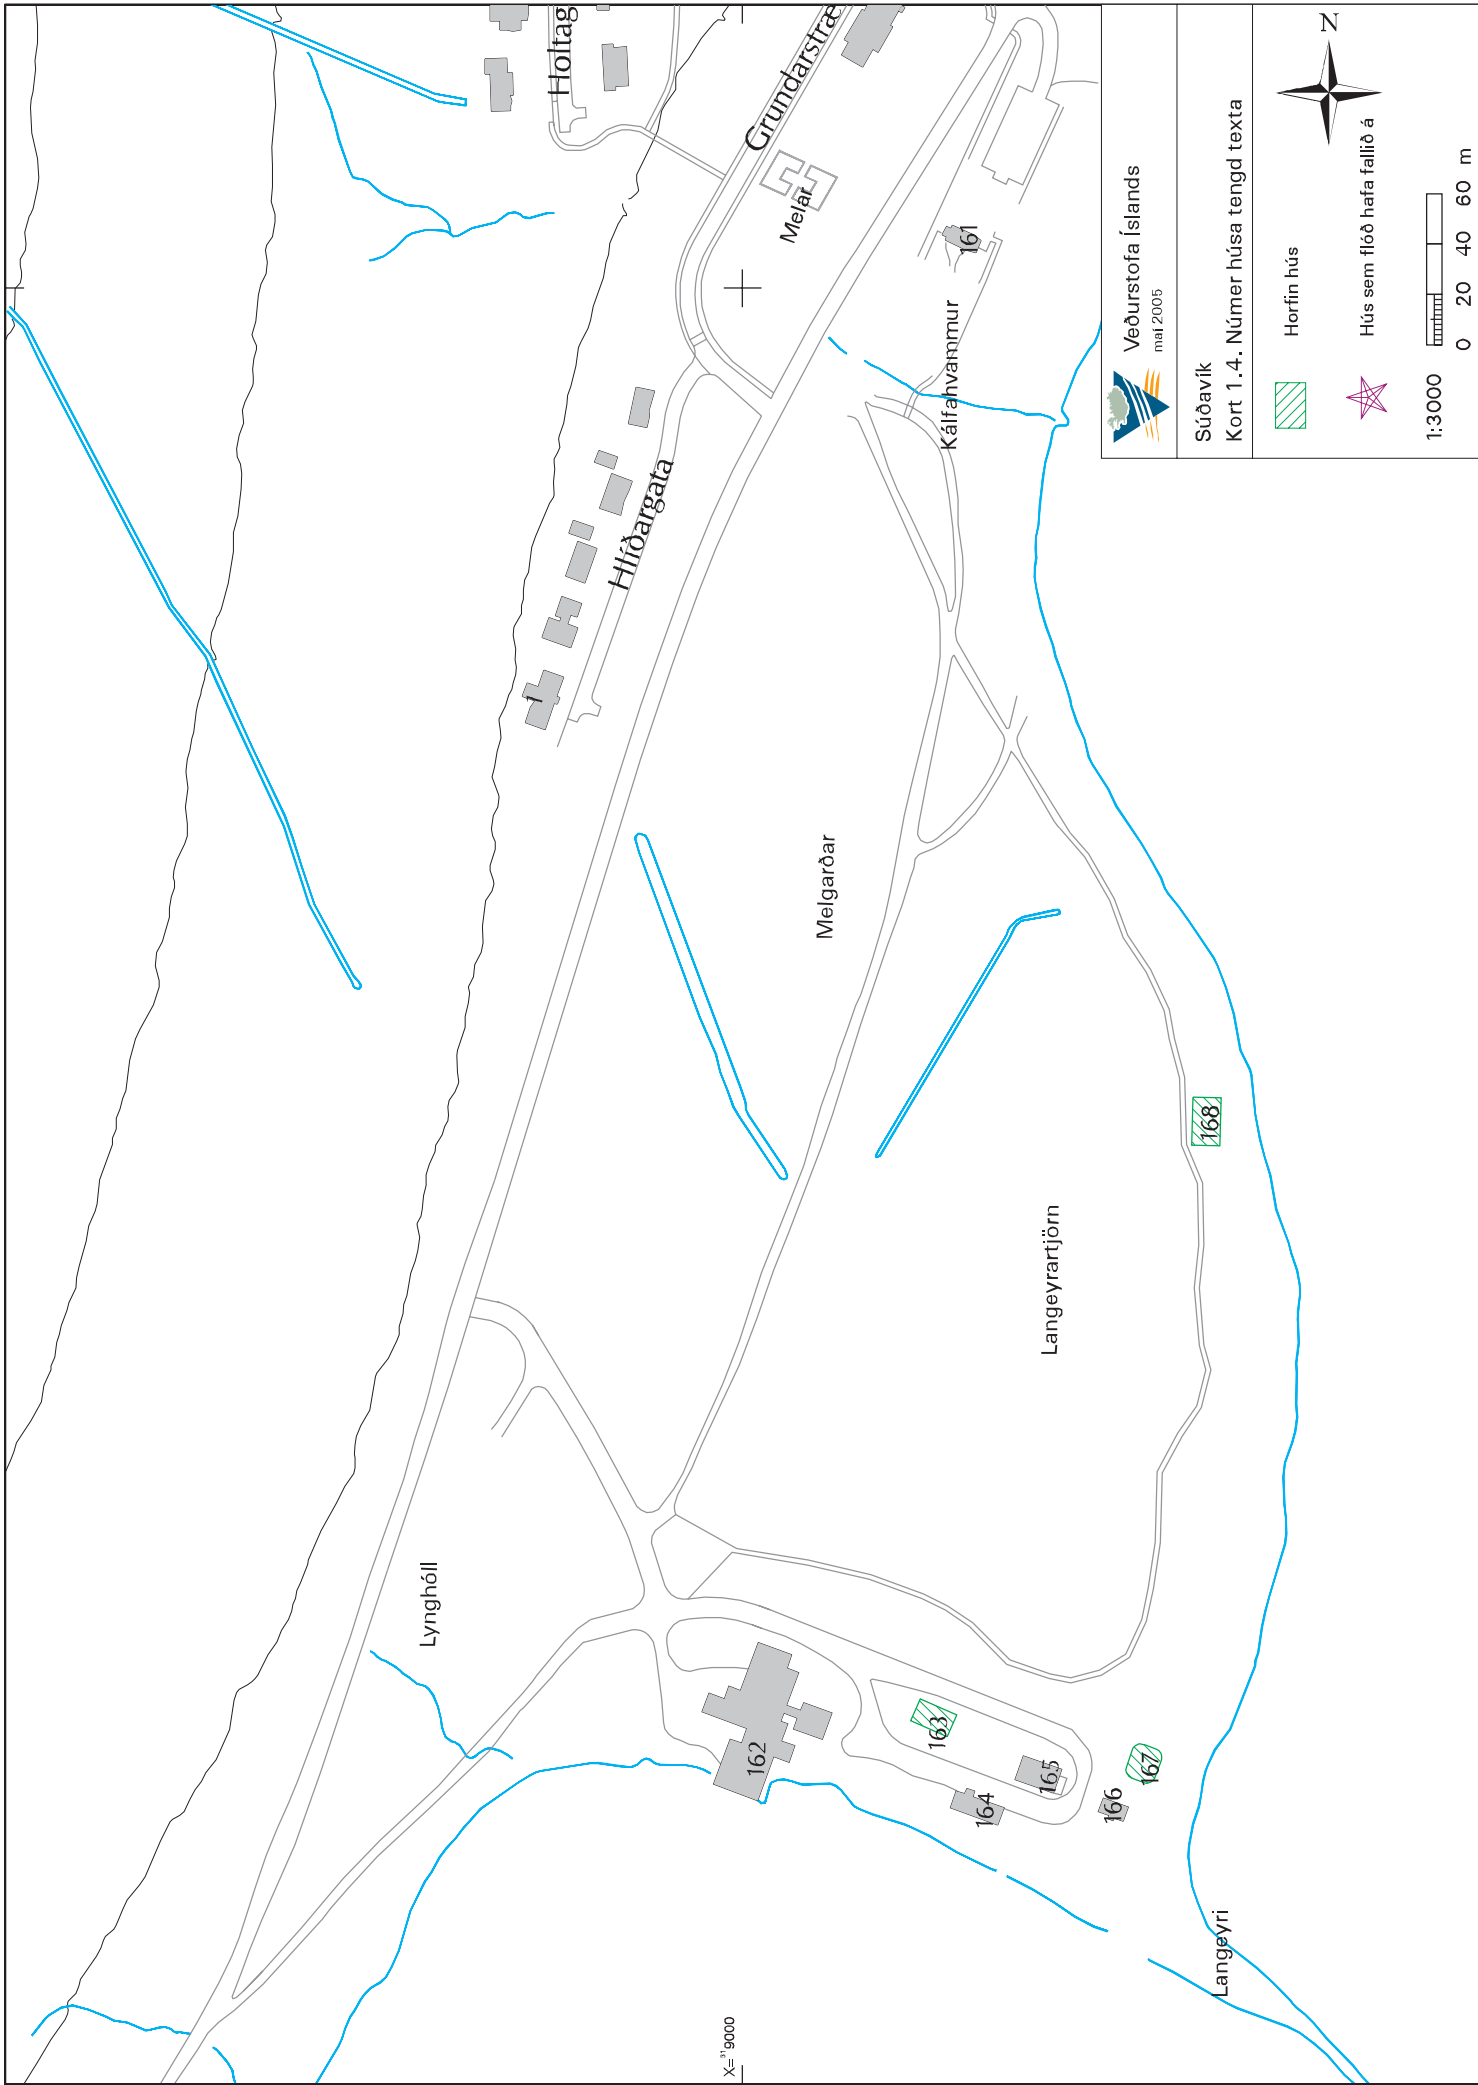 Holtag
Grundarstræ
Melar
161
Kálfahvammur
Hlíðargata
1
Melgarðar
Langeyrartjörn
168
Lynghóll
162
163
164
165
166
167
Langeyri
X=³¹9000
Veðurstofa Íslands
maí 2005
Súðavík
Kort 1.4. Númer húsa tengd texta
N
Horfin hús
Hús sem flóð hafa fallið á
1:3000
0 20 40 60 m